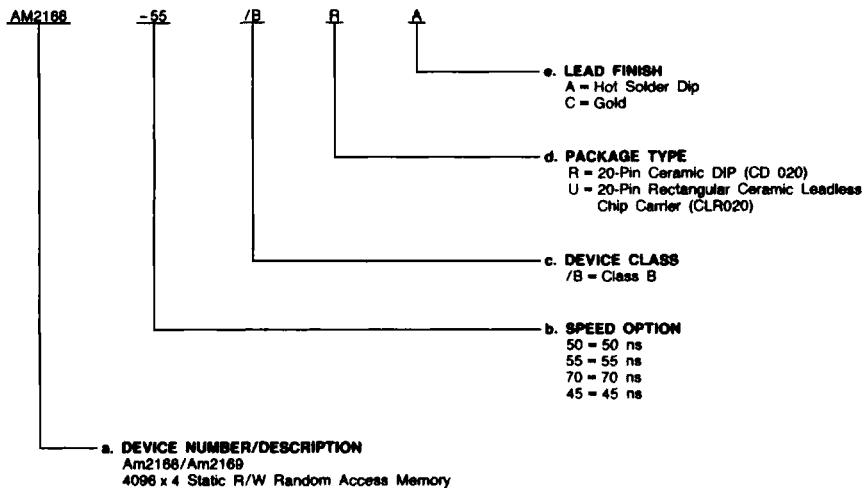 AM2168 -55 /B R A
e. LEAD FINISH
A = Hot Solder Dip
C = Gold
d. PACKAGE TYPE
R = 20-Pin Ceramic DIP (CD 020)
U = 20-Pin Rectangular Ceramic Leadless
Chip Carrier (CLR020)
c. DEVICE CLASS
/B = Class B
b. SPEED OPTION
50 = 50 ns
55 = 55 ns
70 = 70 ns
45 = 45 ns
a. DEVICE NUMBER/DESCRIPTION
Am2168/Am2169
4096 x 4 Static R/W Random Access Memory